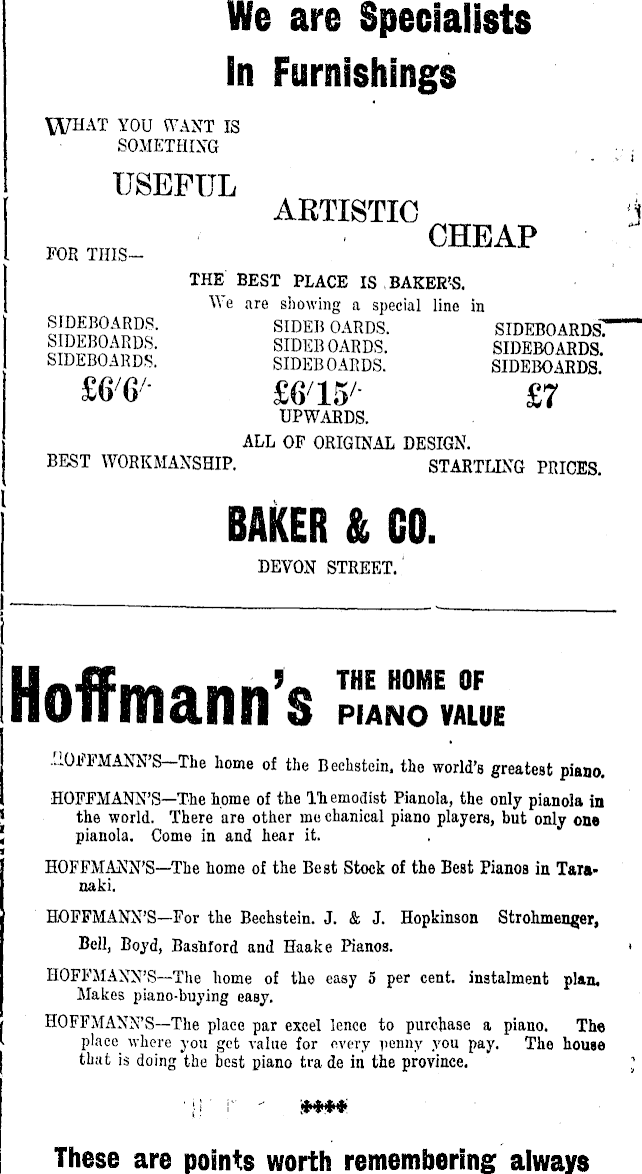 We are Specialists
In Furnishings
WHAT YOU WANT IS
SOMETHING
USEFUL
ARTISTIC
CHEAP
FOR THIS—
THE BEST PLACE IS BAKER'S.
We are showing a special line in
SIDEBOARDS. SIDEBOARDS. SIDEBOARDS.
SIDEBOARDS. SIDEBOARDS. SIDEBOARDS.
SIDEBOARDS. SIDEBOARDS. SIDEBOARDS.
£6/6/- £6/15/- £7
UPWARDS.
ALL OF ORIGINAL DESIGN.
BEST WORKMANSHIP. STARTLING PRICES.
BAKER & CO.
DEVON STREET.
Hoffmann's THE HOME OF
PIANO VALUE
HOFFMANN'S—The home of the Bechstein, the world's greatest piano.
HOFFMANN'S—The home of the Themodist Pianola, the only pianola in
the world. There are other mechanical piano players, but only one
pianola. Come in and hear it.
HOFFMANN'S—The home of the Best Stock of the Best Pianos in Tara-
naki.
HOFFMANN'S—For the Bechstein. J. & J. Hopkinson Strohmenger,
Bell, Boyd, Bashford and Haake Pianos.
HOFFMANN'S—The home of the easy 5 per cent. instalment plan.
Makes piano-buying easy.
HOFFMANN'S—The place par excellence to purchase a piano. The
place where you get value for every penny you pay. The house
that is doing the best piano trade in the province.
These are points worth remembering always